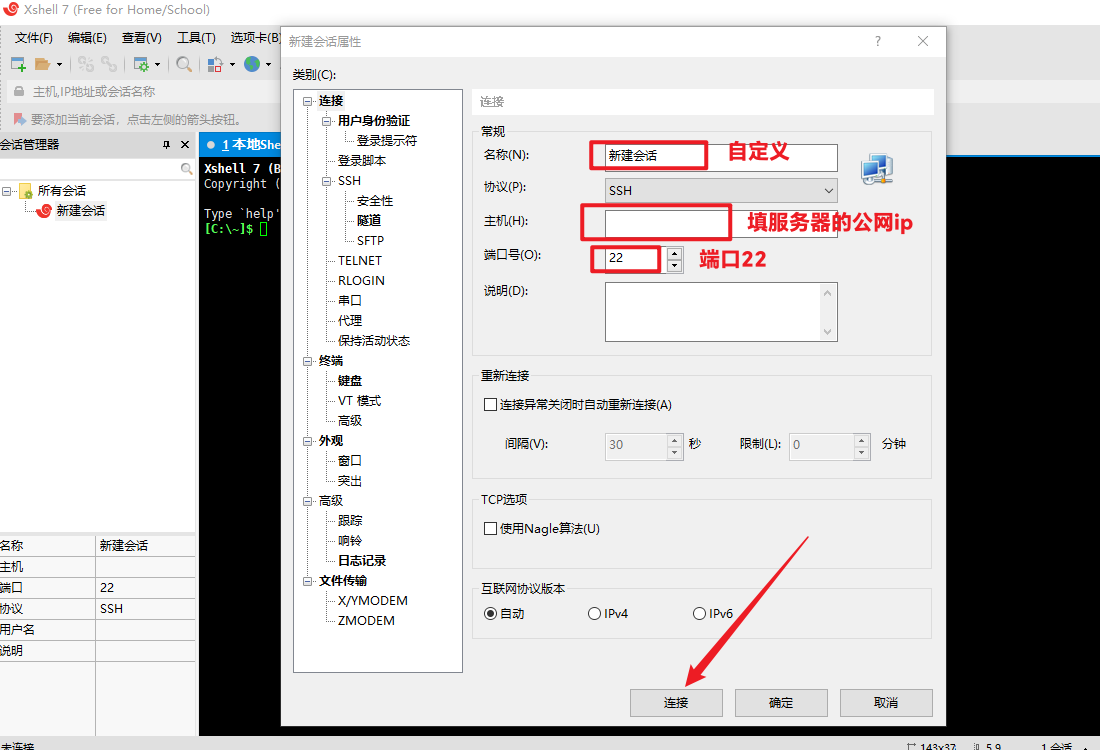 Xshell 7 (Free for Home/School)
文件(F) 编辑(E) 查看(V) 工具(T) 选项卡(B)
主机,IP地址或会话名称
要添加当前会话，点击左侧的箭头按钮。
会话管理器
所有会话
新建会话
名称 新建会话
主机
端口 22
协议 SSH
用户名
说明
未连接
1 本地She
Xshell 7 (B
Copyright (
Type `help'
[C:\~]$
新建会话属性
?
类别(C):
连接
用户身份验证
登录提示符
登录脚本
SSH
安全性
隧道
SFTP
TELNET
RLOGIN
串口
代理
保持活动状态
终端
键盘
VT 模式
高级
外观
窗口
突出
高级
跟踪
响铃
日志记录
文件传输
X/YMODEM
ZMODEM
连接
常规
名称(N): 新建会话 自定义
协议(P): SSH
主机(H): 填服务器的公网ip
端口号(O): 22 端口22
说明(D):
重新连接
连接异常关闭时自动重新连接(A)
间隔(V): 30 秒 限制(L): 0 分钟
TCP选项
使用Nagle算法(U)
互联网协议版本
自动 IPv4 IPv6
连接 确定 取消
143x37 5,9 1 会话